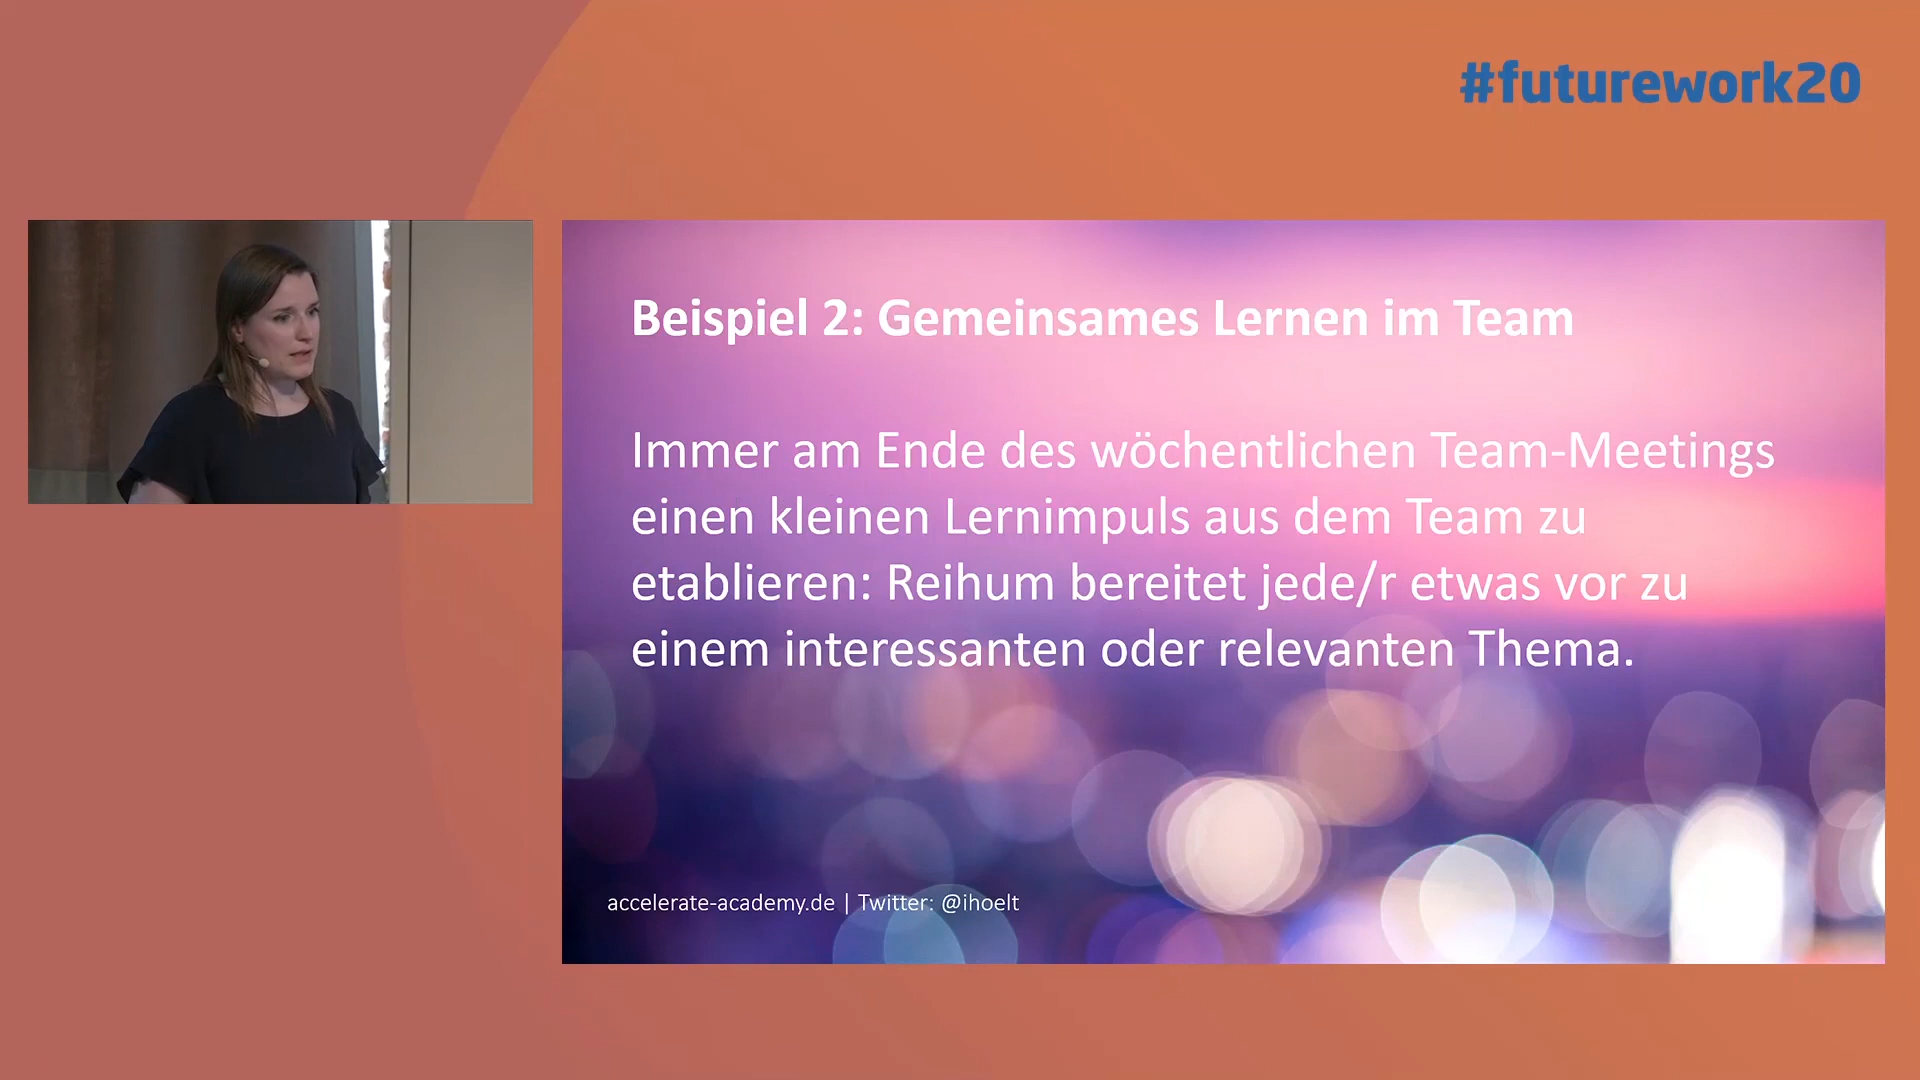 #futurework20
Beispiel 2: Gemeinsames Lernen im Team
Immer am Ende des wöchentlichen Team-Meetings
einen kleinen Lernimpuls aus dem Team zu
etablieren: Reihum bereitet jede/r etwas vor zu
einem interessanten oder relevanten Thema.
accelerate-academy.de | Twitter: @ihoelt